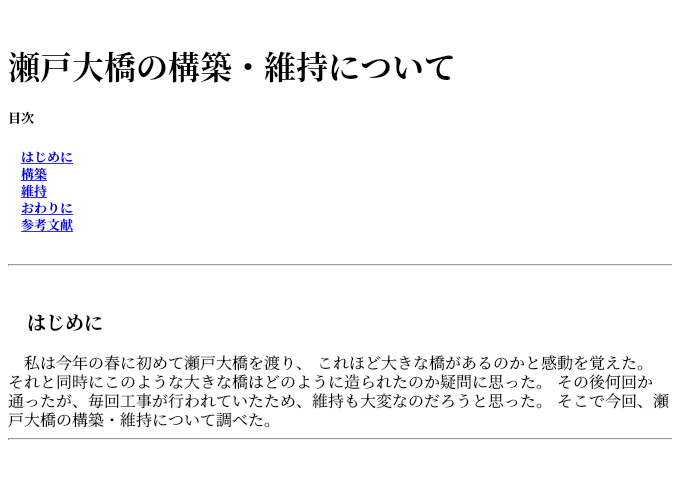 瀬戸大橋の構築・維持について
目次
はじめに
構築
維持
おわりに
参考文献
はじめに
私は今年の春に初めて瀬戸大橋を渡り、 これほど大きな橋があるのかと感動を覚えた。
それと同時にこのような大きな橋はどのように造られたのか疑問に思った。 その後何回か
通ったが、毎回工事が行われていたため、維持も大変なのだろうと思った。 そこで今回、瀬
戸大橋の構築・維持について調べた。